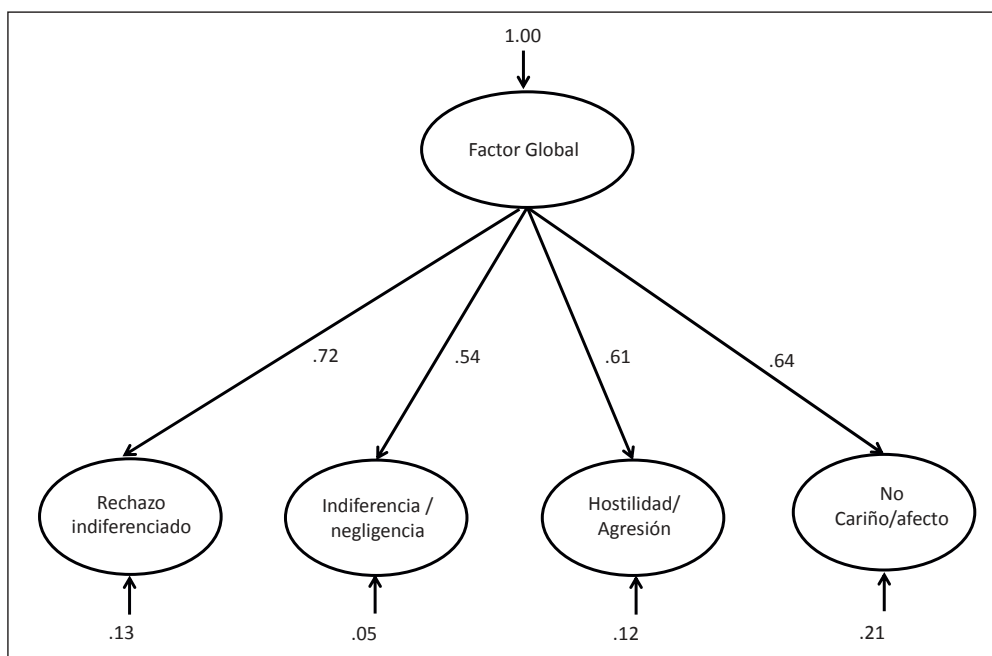 1.00
Factor Global
.72
.54
.61
.64
Rechazo
indiferenciado
Indiferencia /
negligencia
Hostilidad/
Agresión
No
Cariño/afecto
.13
.05
.12
.21